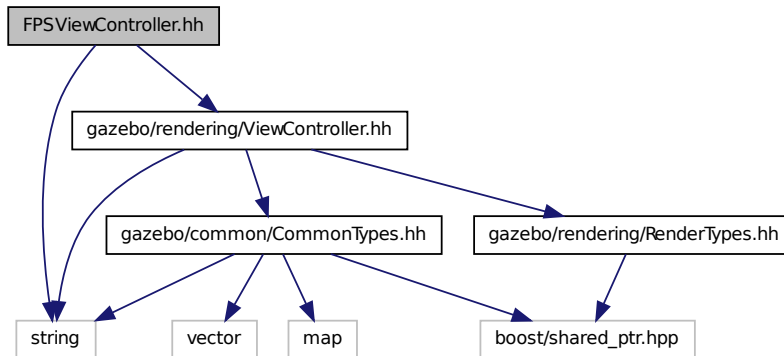 FPSViewController.hh
gazebo/rendering/ViewController.hh
gazebo/common/CommonTypes.hh
gazebo/rendering/RenderTypes.hh
string
vector
map
boost/shared_ptr.hpp